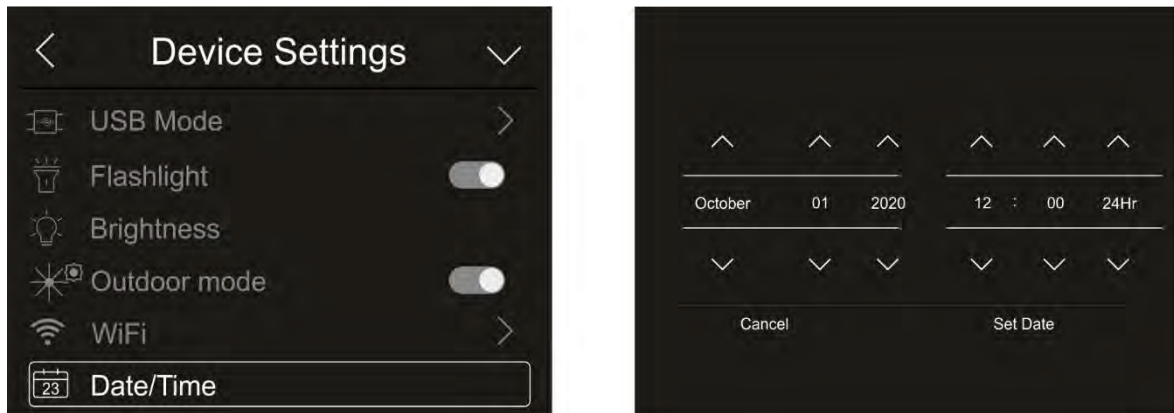 Device Settings
USB Mode
Flashlight
Brightness
Outdoor mode
WiFi
23 Date/Time
October 01 2020 12 : 00 24Hr
Cancel Set Date